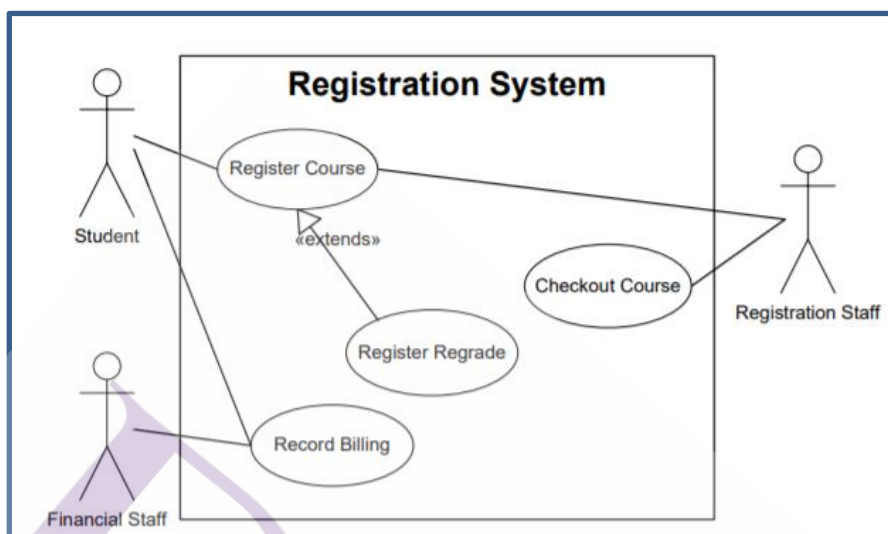 Registration System
Register Course
Student
«extends»
Checkout Course
Registration Staff
Register Regrade
Record Billing
Financial Staff